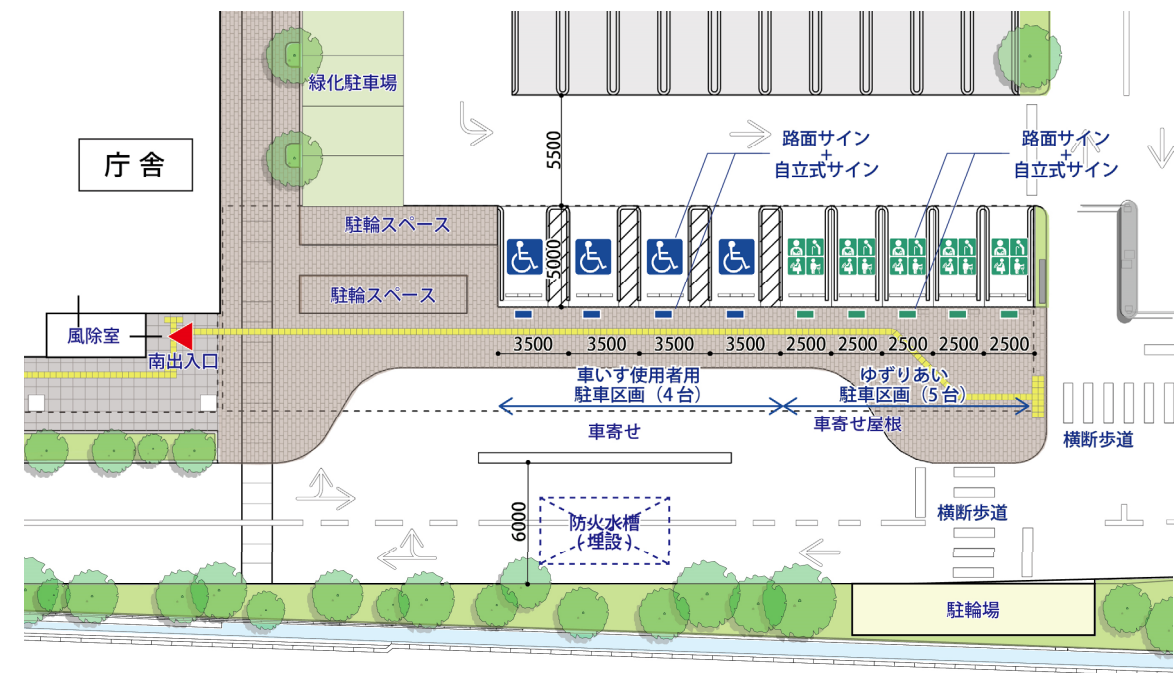 緑化駐車場
庁舎
5500
路面サイン
+
自立式サイン
路面サイン
+
自立式サイン
駐輪スペース
5000
駐輪スペース
風除室
南出入口
3500
3500
3500
3500
2500
2500
2500
2500
2500
車いす使用者用
駐車区画(4台)
ゆずりあい
駐車区画(5台)
車寄せ
車寄せ屋根
横断歩道
6000
防火水槽
(埋設)
横断歩道
駐輪場